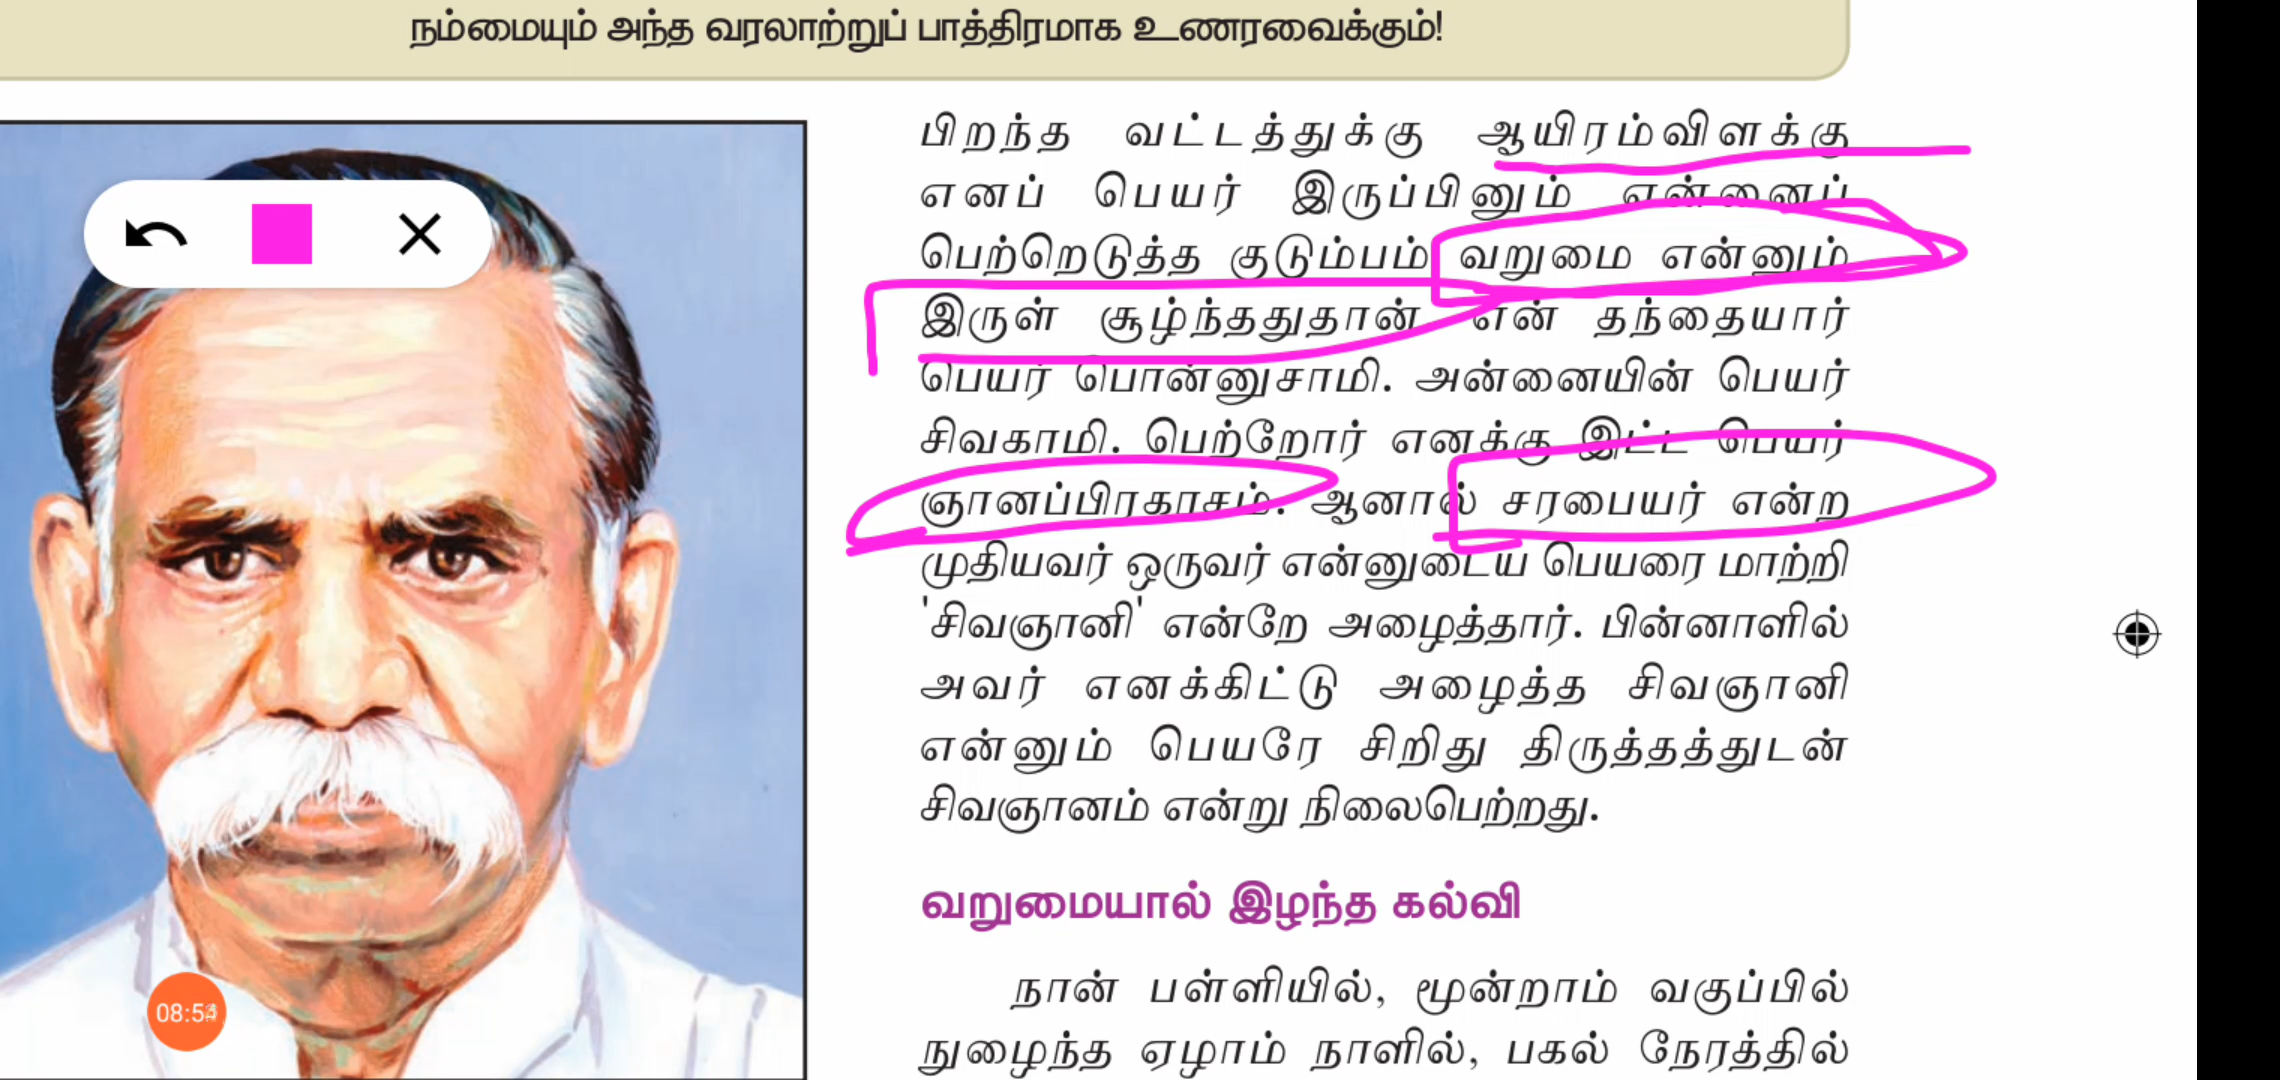 நம்மையும் அந்த வரலாற்றுப் பாத்திரமாக உணரவைக்கும்!
பிறந்த வட்டத்துக்கு ஆயிரம்விளக்கு
எனப் பெயர் இருப்பினும் என்னைப்
பெற்றெடுத்த குடும்பம் வறுமை என்னும்
இருள் சூழ்ந்ததுதான் என் தந்தையார்
பெயர் பொன்னுசாமி. அன்னையின் பெயர்
சிவகாமி. பெற்றோர் எனக்கு இட்ட பெயர்
ஞானப்பிரகாசம். ஆனால் சரபையர் என்ற
முதியவர் ஒருவர் என்னுடைய பெயரை மாற்றி
'சிவஞானி' என்றே அழைத்தார். பின்னாளில்
அவர் எனக்கிட்டு அழைத்த சிவஞானி
என்னும் பெயரே சிறிது திருத்தத்துடன்
சிவஞானம் என்று நிலைபெற்றது.
வறுமையால் இழந்த கல்வி
நான் பள்ளியில், மூன்றாம் வகுப்பில்
நுழைந்த ஏழாம் நாளில், பகல் நேரத்தில்